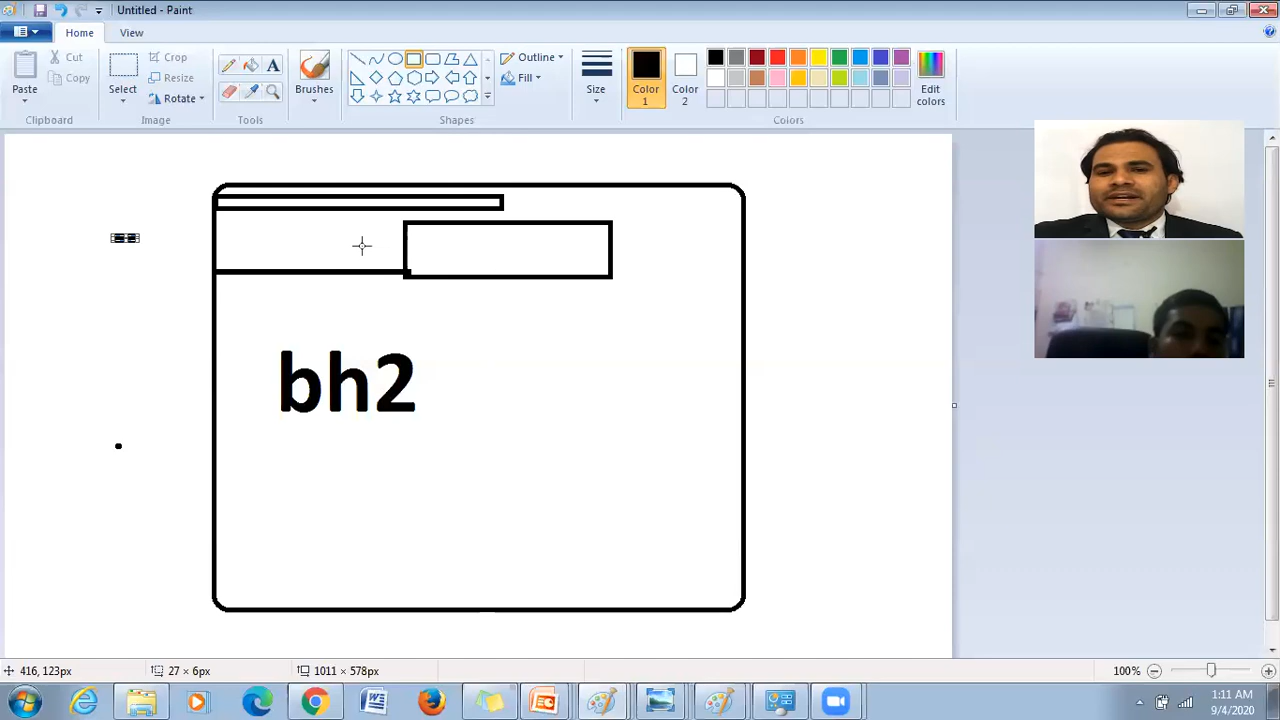 Untitled - Paint
Home
View
Paste
Cut
Copy
Clipboard
Select
Crop
Resize
Rotate
Image
Tools
Brushes
Shapes
Outline
Fill
Size
Color 1
Color 2
Edit colors
Colors
bh2
416, 123px
27 × 6px
1011 × 578px
100%
1:11 AM
9/4/2020